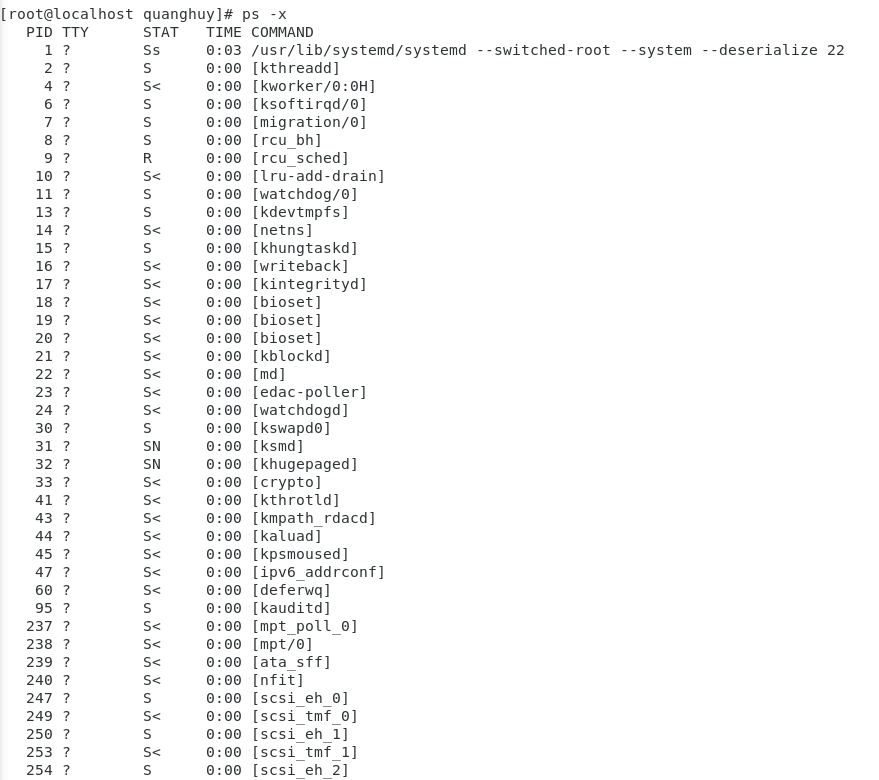 [root@localhost quanghuy]# ps -x
  PID TTY      STAT   TIME COMMAND
    1 ?        Ss     0:03 /usr/lib/systemd/systemd --switched-root --system --deserialize 22
    2 ?        S      0:00 [kthreadd]
    4 ?        S<     0:00 [kworker/0:0H]
    6 ?        S      0:00 [ksoftirqd/0]
    7 ?        S      0:00 [migration/0]
    8 ?        S      0:00 [rcu_bh]
    9 ?        R      0:00 [rcu_sched]
   10 ?        S<     0:00 [lru-add-drain]
   11 ?        S      0:00 [watchdog/0]
   13 ?        S      0:00 [kdevtmpfs]
   14 ?        S<     0:00 [netns]
   15 ?        S      0:00 [khungtaskd]
   16 ?        S<     0:00 [writeback]
   17 ?        S<     0:00 [kintegrityd]
   18 ?        S<     0:00 [bioset]
   19 ?        S<     0:00 [bioset]
   20 ?        S<     0:00 [bioset]
   21 ?        S<     0:00 [kblockd]
   22 ?        S<     0:00 [md]
   23 ?        S<     0:00 [edac-poller]
   24 ?        S<     0:00 [watchdogd]
   30 ?        S      0:00 [kswapd0]
   31 ?        SN     0:00 [ksmd]
   32 ?        SN     0:00 [khugepaged]
   33 ?        S<     0:00 [crypto]
   41 ?        S<     0:00 [kthrotld]
   43 ?        S<     0:00 [kmpath_rdacd]
   44 ?        S<     0:00 [kaluad]
   45 ?        S<     0:00 [kpsmoused]
   47 ?        S<     0:00 [ipv6_addrconf]
   60 ?        S<     0:00 [deferwq]
   95 ?        S      0:00 [kauditd]
  237 ?        S<     0:00 [mpt_poll_0]
  238 ?        S<     0:00 [mpt/0]
  239 ?        S<     0:00 [ata_sff]
  240 ?        S<     0:00 [nfit]
  247 ?        S      0:00 [scsi_eh_0]
  249 ?        S<     0:00 [scsi_tmf_0]
  250 ?        S      0:00 [scsi_eh_1]
  253 ?        S<     0:00 [scsi_tmf_1]
  254 ?        S      0:00 [scsi_eh_2]